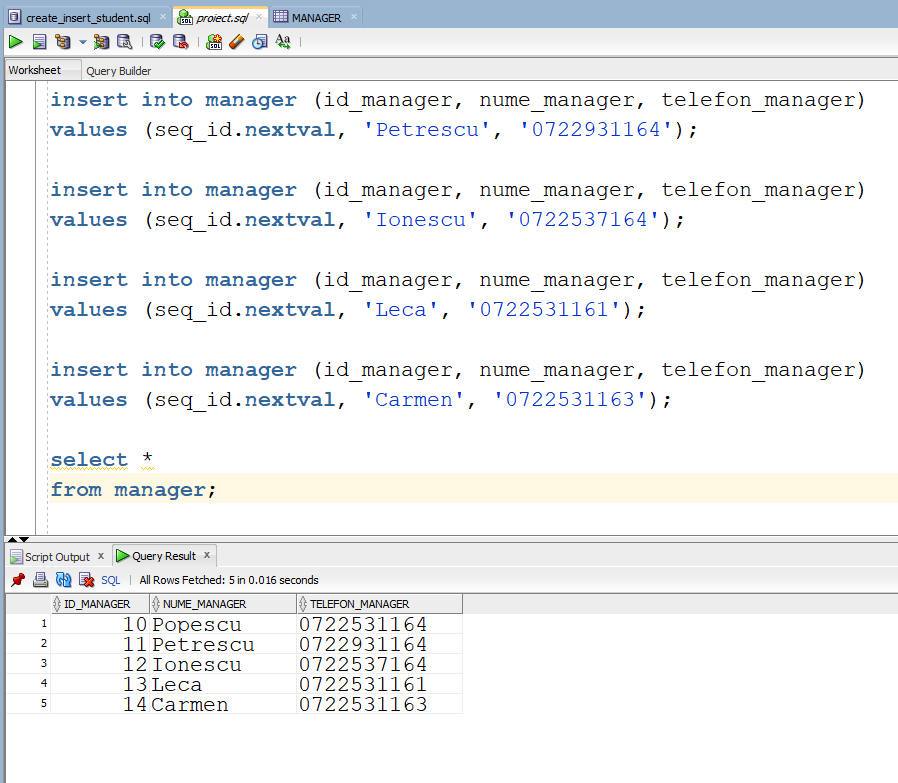 create_insert_student.sql proiect.sql MANAGER
Worksheet Query Builder
insert into manager (id_manager, nume_manager, telefon_manager)
values (seq_id.nextval, 'Petrescu', '0722931164');
insert into manager (id_manager, nume_manager, telefon_manager)
values (seq_id.nextval, 'Ionescu', '0722537164');
insert into manager (id_manager, nume_manager, telefon_manager)
values (seq_id.nextval, 'Leca', '0722531161');
insert into manager (id_manager, nume_manager, telefon_manager)
values (seq_id.nextval, 'Carmen', '0722531163');
select *
from manager;
Script Output x Query Result x
SQL | All Rows Fetched: 5 in 0.016 seconds
ID_MANAGER NUME_MANAGER TELEFON_MANAGER
1 10 Popescu 0722531164
2 11 Petrescu 0722931164
3 12 Ionescu 0722537164
4 13 Leca 0722531161
5 14 Carmen 0722531163